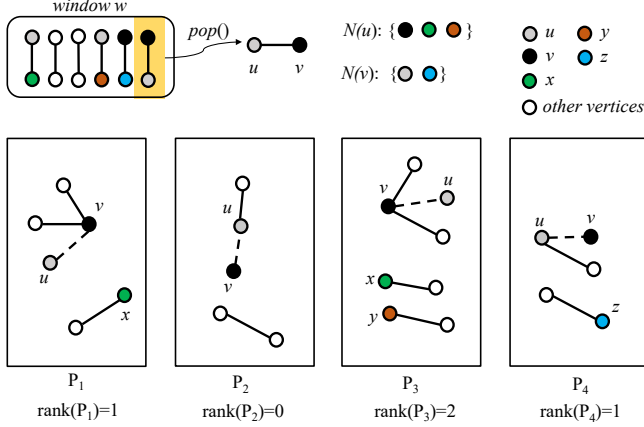 window w
pop()
u v
N(u): { }
N(v): { }
u y
v z
x
other vertices
v
u
x
P1
rank(P1)=1
u
v
P2
rank(P2)=0
v
u
x
y
P3
rank(P3)=2
u
v
z
P4
rank(P4)=1